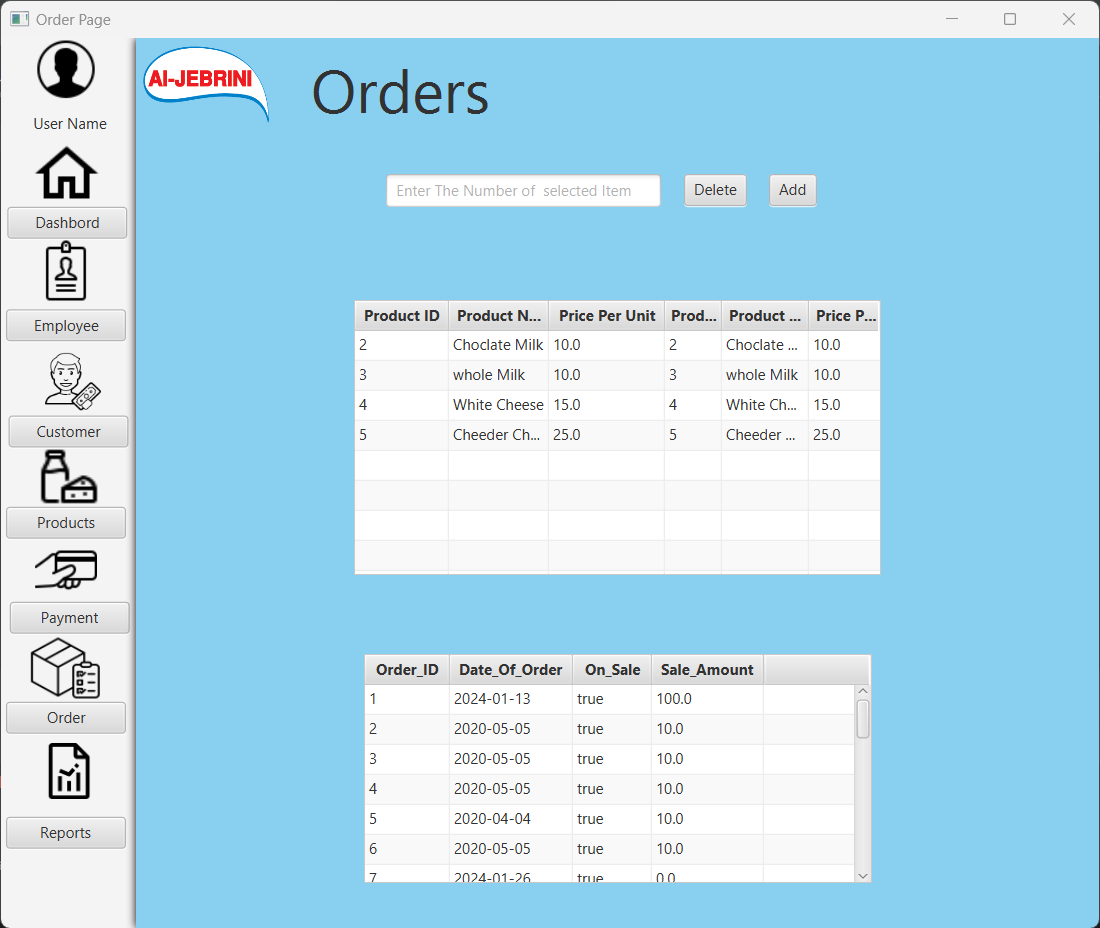 Order Page
User Name
Dashbord
Employee
Customer
Products
Payment
Order
Reports
Al-JEBRINI
Orders
Enter The Number of  selected Item
Delete
Add
Product ID Product N... Price Per Unit Prod... Product ... Price P...
2 Choclate Milk 10.0 2 Choclate ... 10.0
3 whole Milk 10.0 3 whole Milk 10.0
4 White Cheese 15.0 4 White Ch... 15.0
5 Cheeder Ch... 25.0 5 Cheeder ... 25.0
Order_ID Date_Of_Order On_Sale Sale_Amount
1 2024-01-13 true 100.0
2 2020-05-05 true 10.0
3 2020-05-05 true 10.0
4 2020-05-05 true 10.0
5 2020-04-04 true 10.0
6 2020-05-05 true 10.0
7 2024-01-26 true 0.0